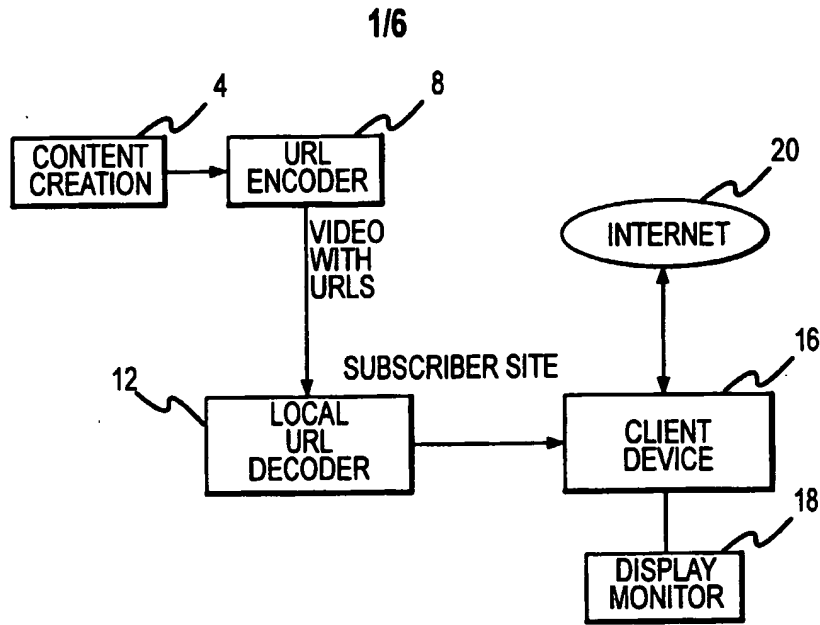 1/6
4
CONTENT
CREATION
8
URL
ENCODER
VIDEO
WITH
URLS
20
INTERNET
SUBSCRIBER SITE
12
LOCAL
URL
DECODER
16
CLIENT
DEVICE
18
DISPLAY
MONITOR